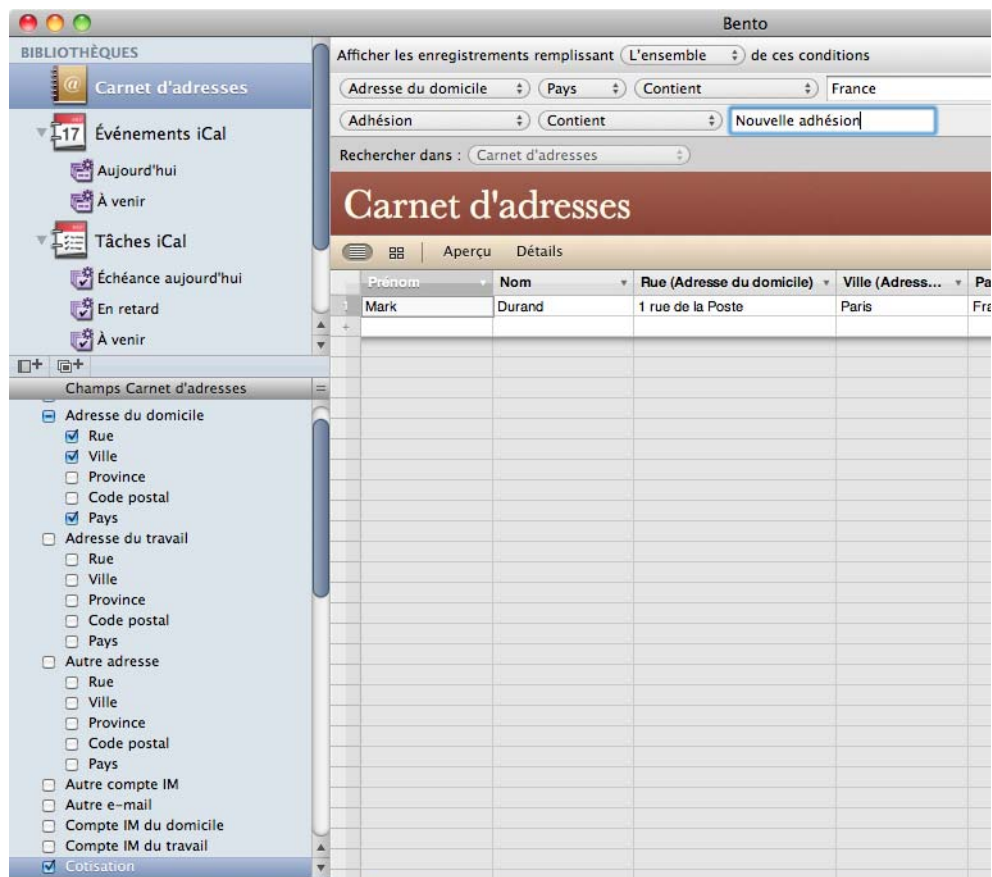 Bento
BIBLIOTHÈQUES
Carnet d'adresses
17 Événements iCal
Aujourd'hui
À venir
Tâches iCal
Échéance aujourd'hui
En retard
À venir
Champs Carnet d'adresses
Adresse du domicile
Rue
Ville
Province
Code postal
Pays
Adresse du travail
Rue
Ville
Province
Code postal
Pays
Autre adresse
Rue
Ville
Province
Code postal
Pays
Autre compte IM
Autre e-mail
Compte IM du domicile
Compte IM du travail
Cotisation
Afficher les enregistrements remplissant L'ensemble de ces conditions
Adresse du domicile Pays Contient France
Adhésion Contient Nouvelle adhésion
Rechercher dans : Carnet d'adresses
Carnet d'adresses
Aperçu Détails
Prénom Nom Rue (Adresse du domicile) Ville (Adress... Pa
1 Mark Durand 1 rue de la Poste Paris Fra
+